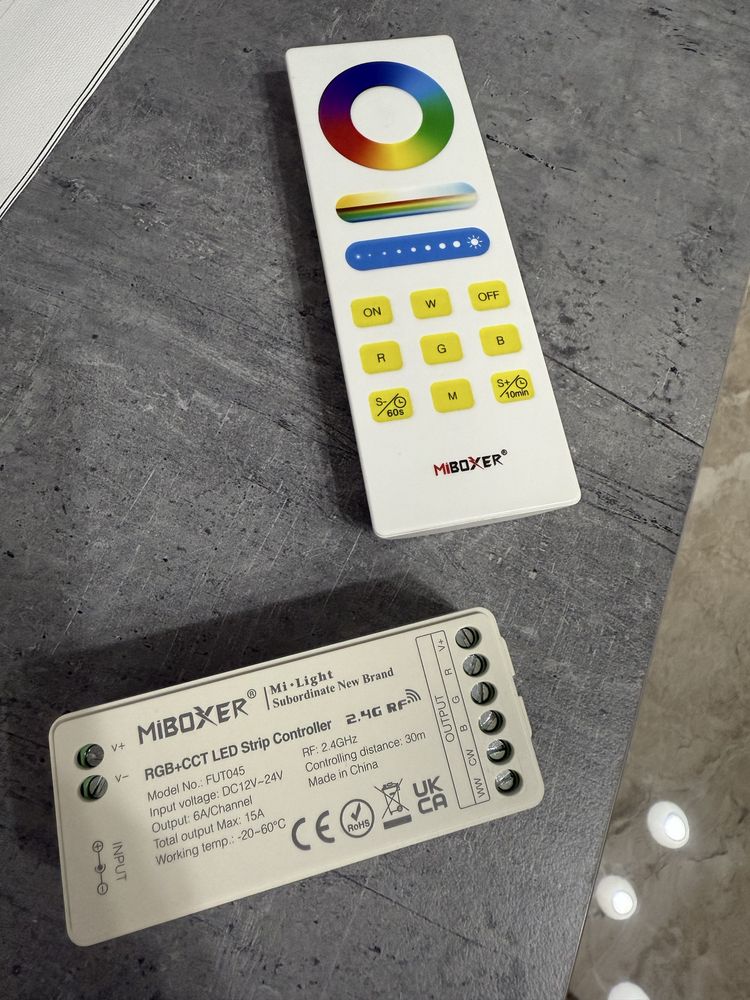 ON W OFF
R G B
S-/60s M S+/10min
MiBOXER®
MiBOXER® Mi·Light
Subordinate New Brand
RGB+CCT LED Strip Controller 2.4G RF
Model No.: FUT045
Input voltage: DC12V~24V
Output: 6A/Channel
Total output Max: 15A
Working temp.: -20~60°C
RF: 2.4GHz
Controlling distance: 30m
Made in China
CE RoHS UK
CA
V+
V−
INPUT
OUTPUT
V+
R
G
B
CW
WW